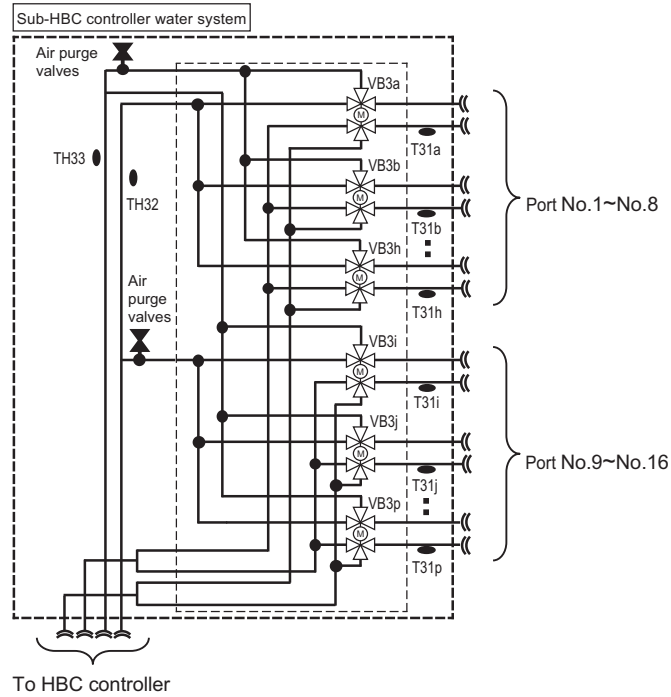 Sub-HBC controller water system
Air purge
valves
VB3a
M
T31a
TH33
TH32
VB3b
M
T31b
Port No.1~No.8
VB3h
M
T31h
Air
purge
valves
VB3i
M
T31i
VB3j
M
T31j
Port No.9~No.16
VB3p
M
T31p
To HBC controller